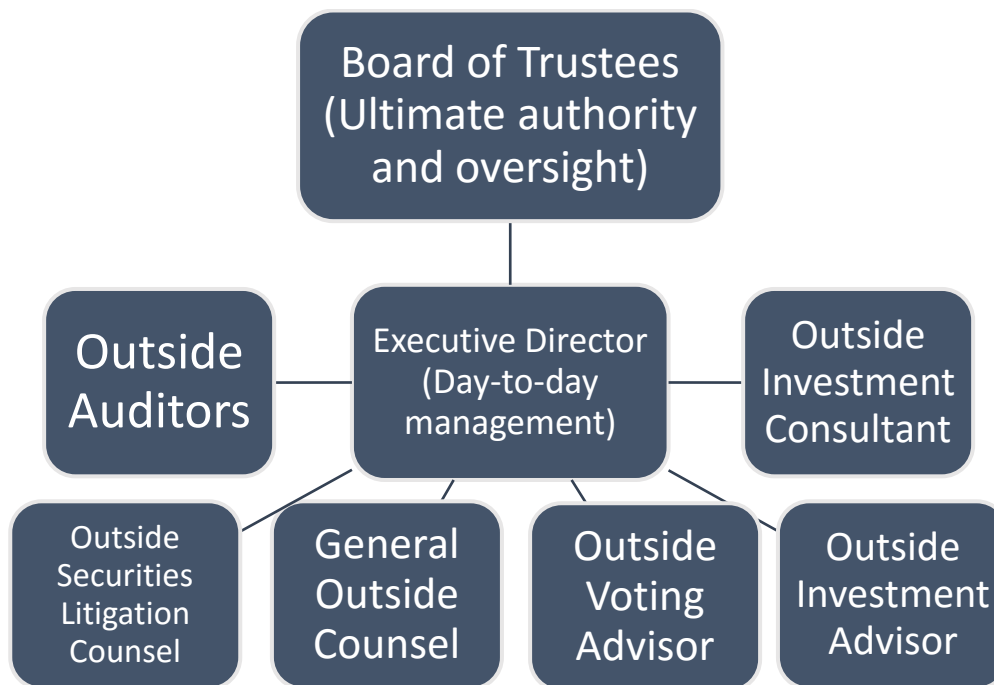 Board of Trustees
(Ultimate authority
and oversight)
Outside
Auditors
Executive Director
(Day-to-day
management)
Outside
Investment
Consultant
Outside
Securities
Litigation
Counsel
General
Outside
Counsel
Outside
Voting
Advisor
Outside
Investment
Advisor